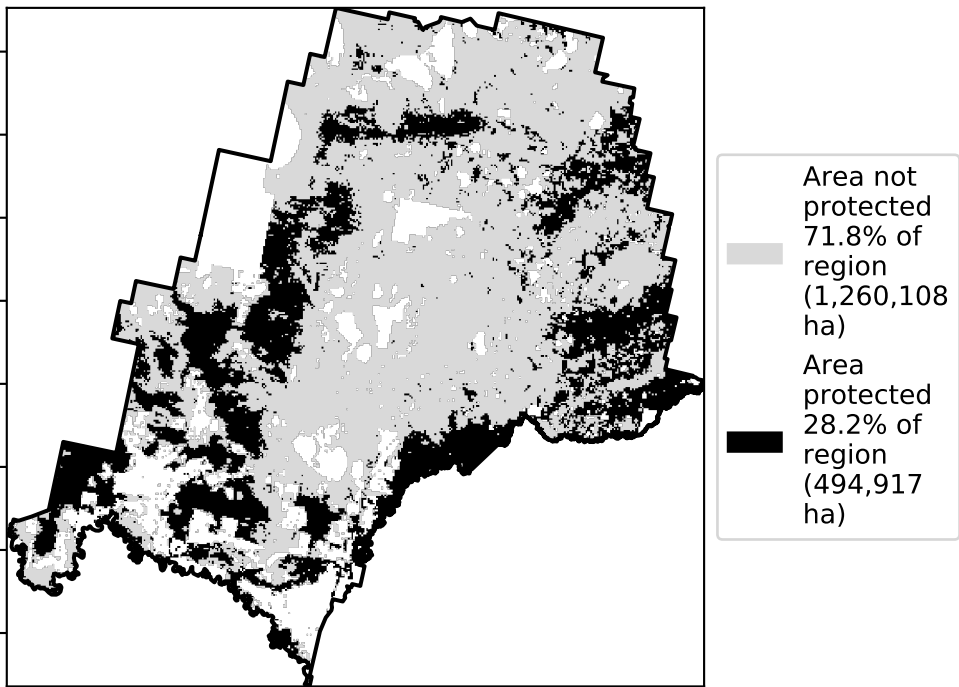 Area not
protected
71.8% of
region
(1,260,108
ha)
Area
protected
28.2% of
region
(494,917
ha)